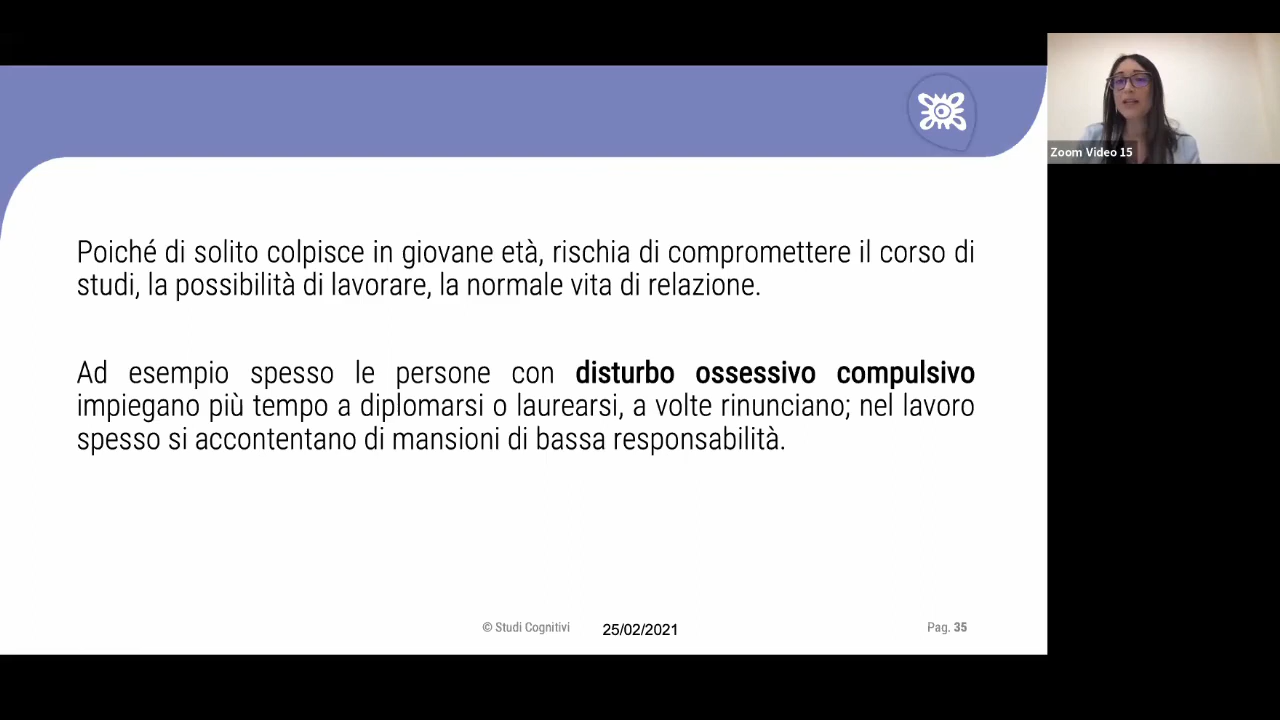 Zoom Video 15
Poiché di solito colpisce in giovane età, rischia di compromettere il corso di
studi, la possibilità di lavorare, la normale vita di relazione.
Ad esempio spesso le persone con disturbo ossessivo compulsivo
impiegano più tempo a diplomarsi o laurearsi, a volte rinunciano; nel lavoro
spesso si accontentano di mansioni di bassa responsabilità.
© Studi Cognitivi 25/02/2021 Pag. 35